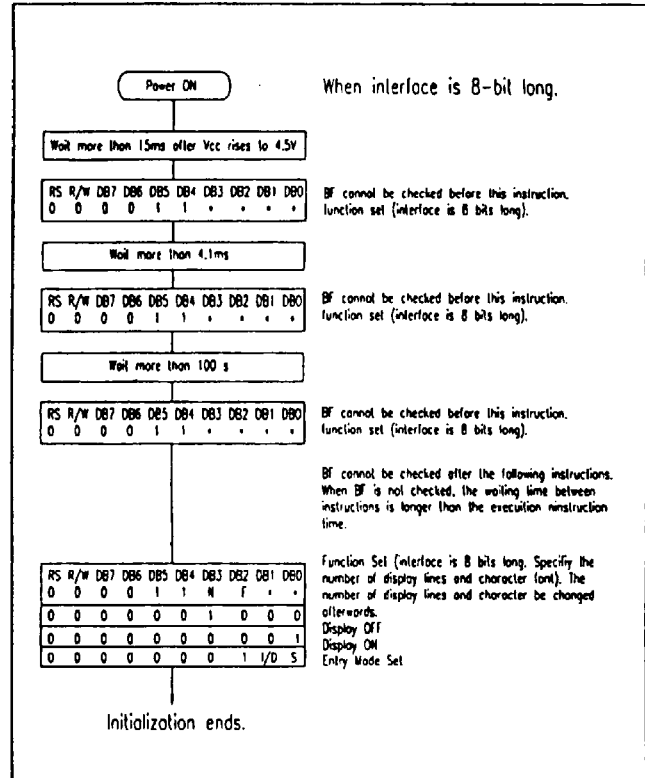 Power ON
When interface is 8-bit long.
Wait more than 15ms after Vcc rises to 4.5V
RS R/W DB7 DB6 DB5 DB4 DB3 DB2 DB1 DB0
0 0 0 0 1 1 * * * *
BF cannot be checked before this instruction.
function set (interface is 8 bits long).
Wait more than 4.1ms
RS R/W DB7 DB6 DB5 DB4 DB3 DB2 DB1 DB0
0 0 0 0 1 1 * * * *
BF cannot be checked before this instruction.
function set (interface is 8 bits long).
Wait more than 100 s
RS R/W DB7 DB6 DB5 DB4 DB3 DB2 DB1 DB0
0 0 0 0 1 1 * * * *
BF cannot be checked before this instruction.
function set (interface is 8 bits long).
BF cannot be checked after the following instructions.
When BF is not checked, the waiting time between
instructions is longer than the execuition ninstruction
time.
RS R/W DB7 DB6 DB5 DB4 DB3 DB2 DB1 DB0
0 0 0 0 1 1 N F * *
0 0 0 0 0 0 1 0 0 0
0 0 0 0 0 0 0 0 0 1
0 0 0 0 0 0 0 1 I/D S
Function Set (interface is 8 bits long, Specifiy the
number of display lines and character font). The
number of display lines and character be changed
afterwords.
Display OFF
Display ON
Entry Mode Set
Initialization ends.